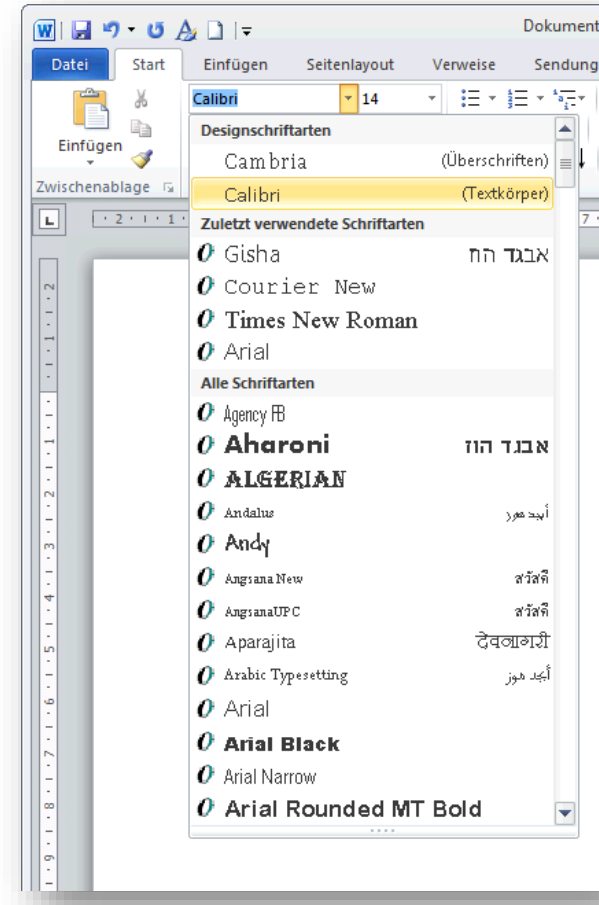 Dokument
Datei Start Einfügen Seitenlayout Verweise Sendung
Calibri 14
Einfügen
Zwischenablage
Designschriftarten
Cambria (Überschriften)
Calibri (Textkörper)
Zuletzt verwendete Schriftarten
Gisha אבגד הוז
Courier New
Times New Roman
Arial
Alle Schriftarten
Agency FB
Aharoni אבגד הוז
ALGERIAN
Andalus أبجد هوز
Andy
Angsana New สวัสดี
AngsanaUPC สวัสดี
Aparajita देवनागरी
Arabic Typesetting أبجد هوز
Arial
Arial Black
Arial Narrow
Arial Rounded MT Bold